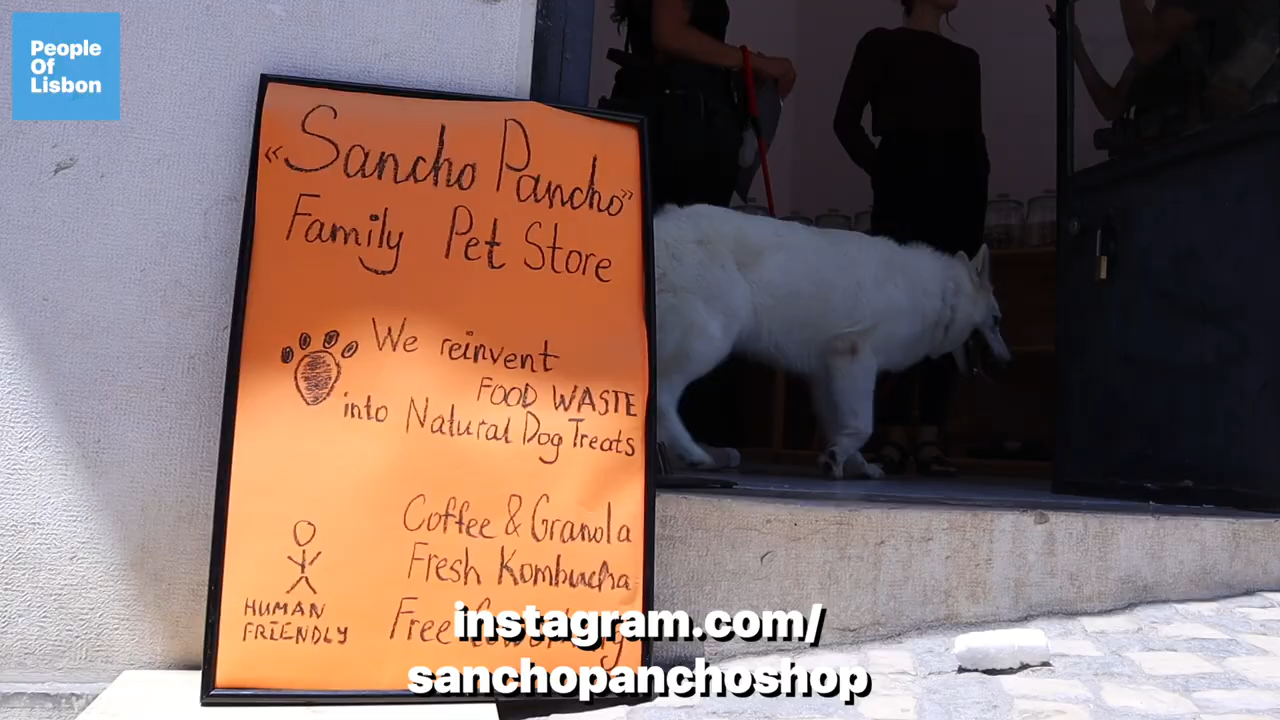 People
Of
Lisbon
«Sancho Pancho»
Family Pet Store
We reinvent
FOOD WASTE
into Natural Dog Treats
Coffee & Granola
Fresh Kombucha
HUMAN
FRIENDLY
Free
instagram.com/
sanchopanchoshop